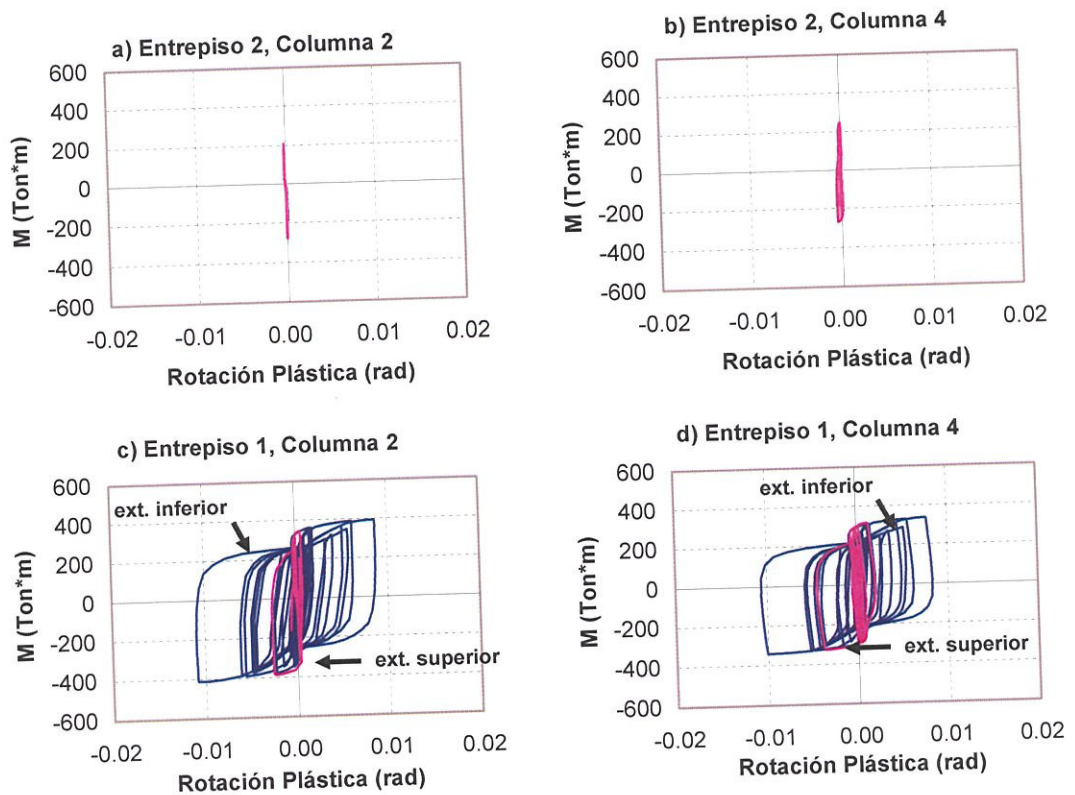 a) Entrepiso 2, Columna 2
600
400
200
0
-200
-400
-600
M (Ton*m)
-0.02 -0.01 0.00 0.01 0.02
Rotación Plástica (rad)
b) Entrepiso 2, Columna 4
600
400
200
0
-200
-400
-600
M (Ton*m)
-0.02 -0.01 0.00 0.01 0.02
Rotación Plástica (rad)
c) Entrepiso 1, Columna 2
600
400
200
0
-200
-400
-600
M (Ton*m)
ext. inferior
ext. superior
-0.02 -0.01 0.00 0.01 0.02
Rotación Plástica (rad)
d) Entrepiso 1, Columna 4
600
400
200
0
-200
-400
-600
M (Ton*m)
ext. inferior
ext. superior
-0.02 -0.01 0.00 0.01 0.02
Rotación Plástica (rad)